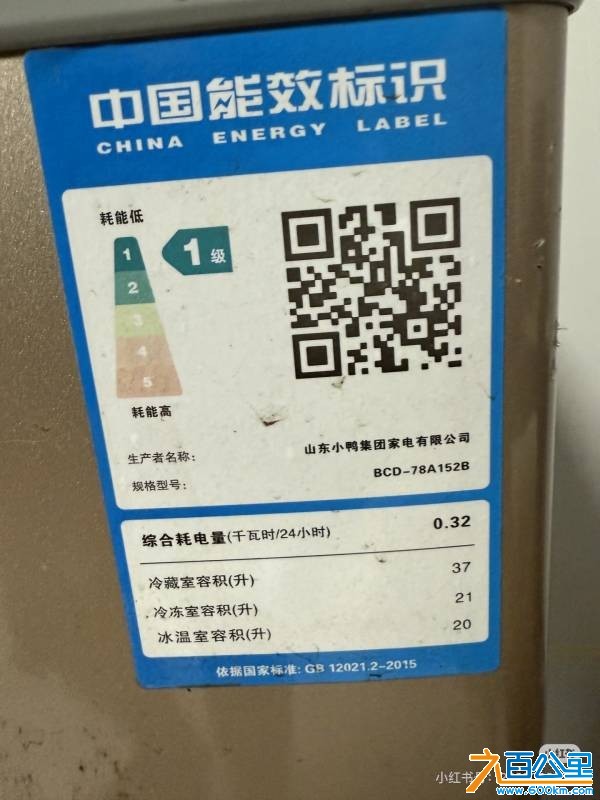 中国能效标识
CHINA ENERGY LABEL
耗能低
1
1级
2
3
4
5
耗能高
生产者名称: 山东小鸭集团家电有限公司
规格型号: BCD-78A152B
综合耗电量(千瓦时/24小时) 0.32
冷藏室容积(升) 37
冷冻室容积(升) 21
冰温室容积(升) 20
依据国家标准: GB 12021.2-2015
小红书
六百公里
www.600km.com